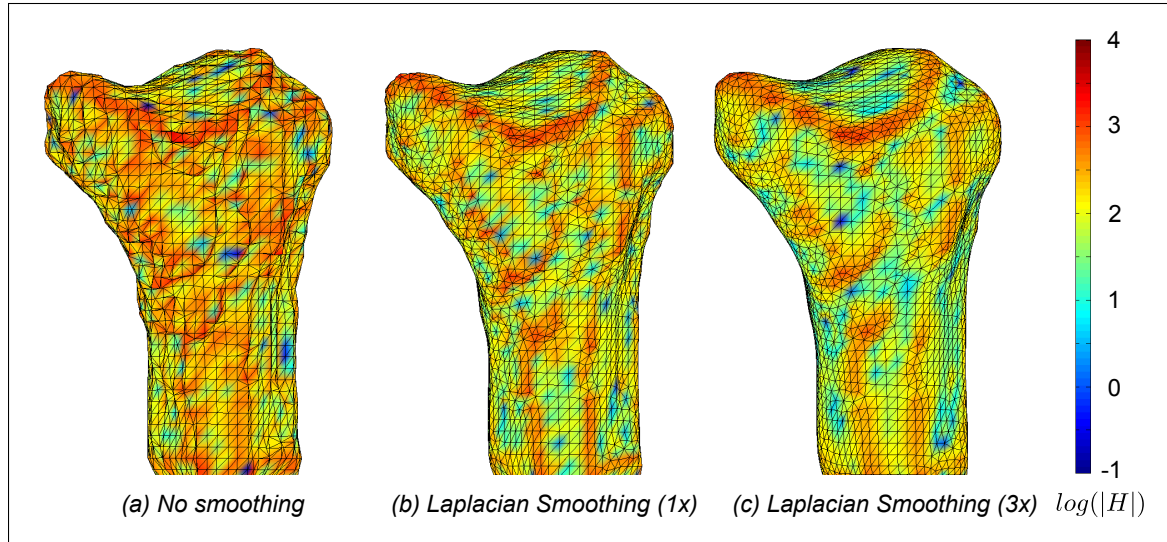 4
3
2
1
0
-1
(a) No smoothing
(b) Laplacian Smoothing (1x)
(c) Laplacian Smoothing (3x)
log(|H|)